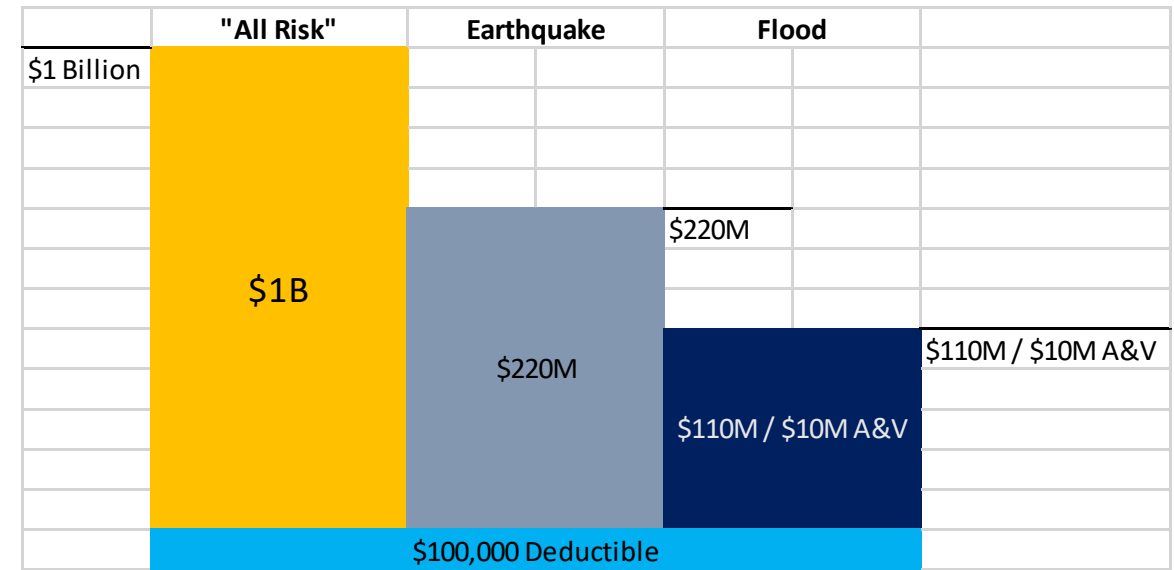 "All Risk" Earthquake Flood
$1 Billion
$220M
$1B
$110M / $10M A&V
$220M
$110M / $10M A&V
$100,000 Deductible